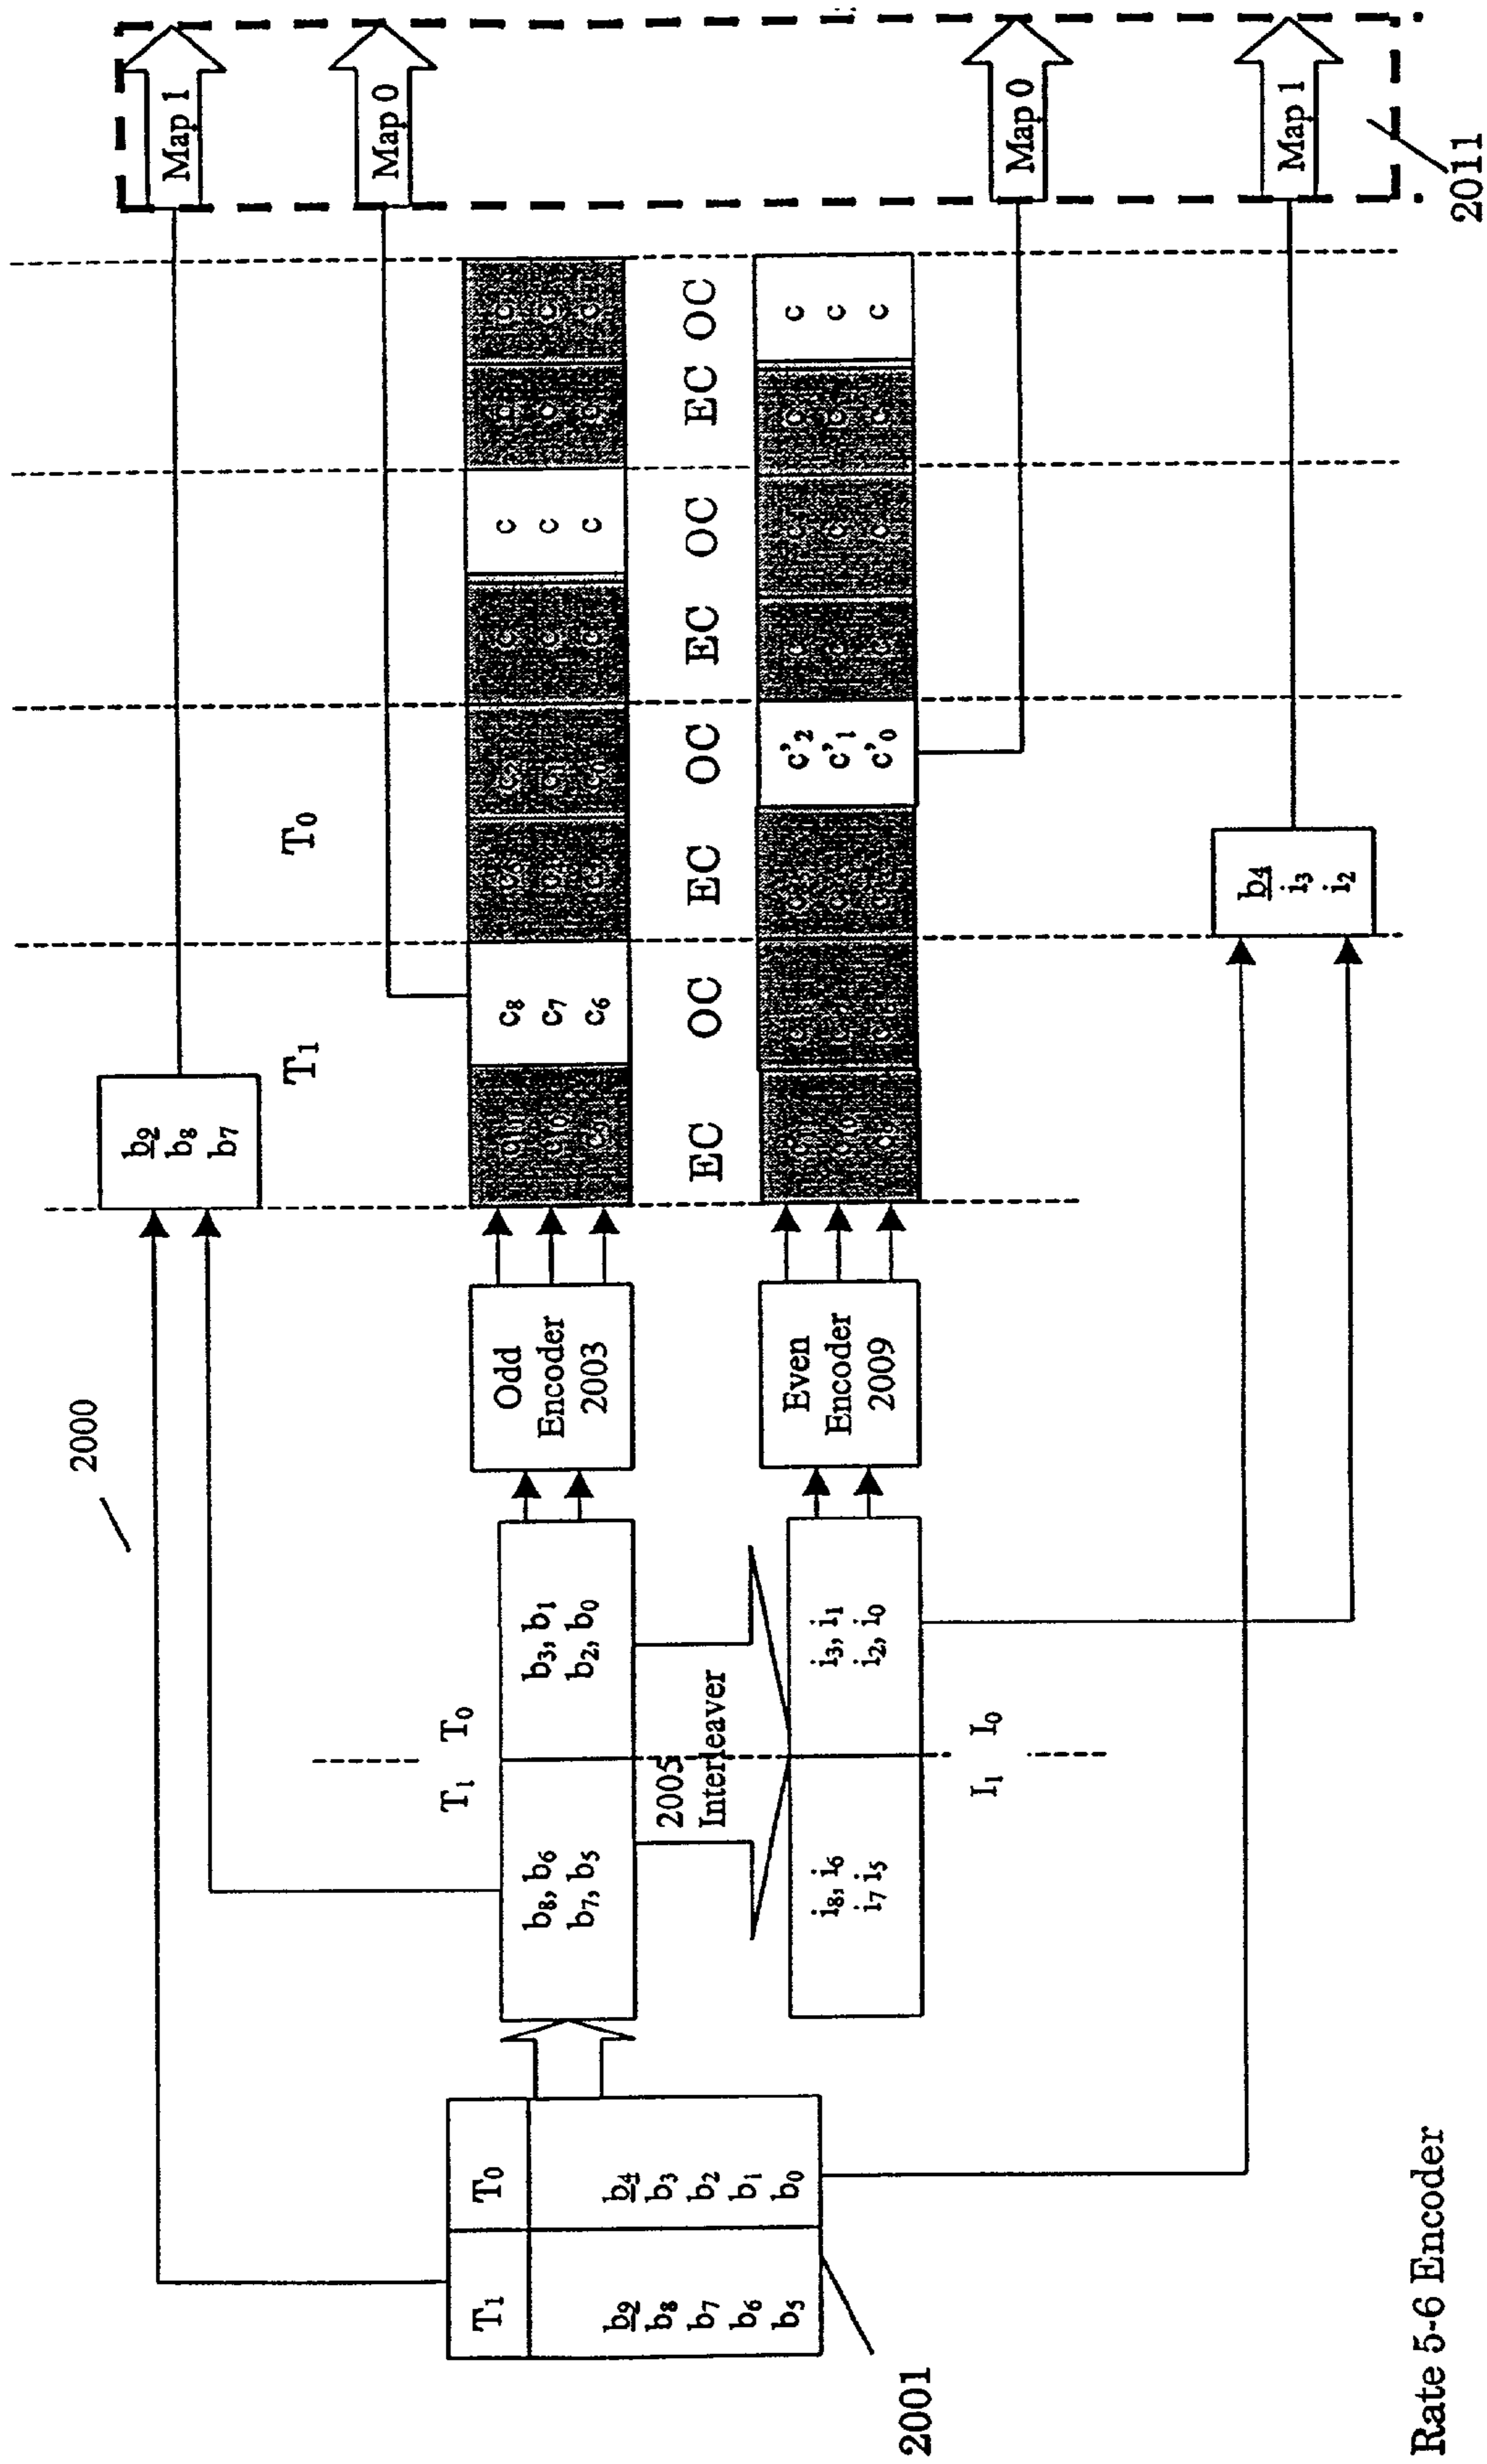 2000
T1 T0
b9 b4
b8 b3
b7 b2
b6 b1
b5 b0
2001
T1 T0
b8, b6 b3, b1
b7, b5 b2, b0
2005
Interleaver
i8, i6 i3, i1
i7 i5 i2, i0
I1 I0
Odd
Encoder
2003
Even
Encoder
2009
b9
b8
b7
T1 T0
c8
c7
c6
c
c
c
EC OC EC OC EC OC EC OC
c'2
c'1
c'0
c
c
c
b4
i3
i2
Map 1
Map 0
Map 0
Map 1
2011
Rate 5-6 Encoder